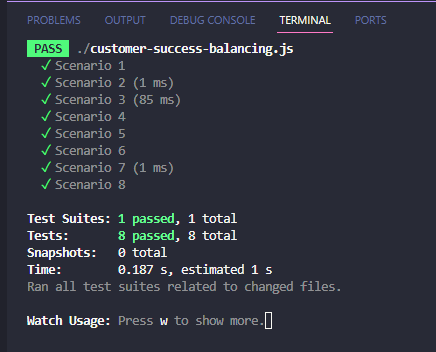 PROBLEMS OUTPUT DEBUG CONSOLE TERMINAL PORTS
PASS ./customer-success-balancing.js
✓ Scenario 1
✓ Scenario 2 (1 ms)
✓ Scenario 3 (85 ms)
✓ Scenario 4
✓ Scenario 5
✓ Scenario 6
✓ Scenario 7 (1 ms)
✓ Scenario 8
Test Suites: 1 passed, 1 total
Tests: 8 passed, 8 total
Snapshots: 0 total
Time: 0.187 s, estimated 1 s
Ran all test suites related to changed files.
Watch Usage: Press w to show more.